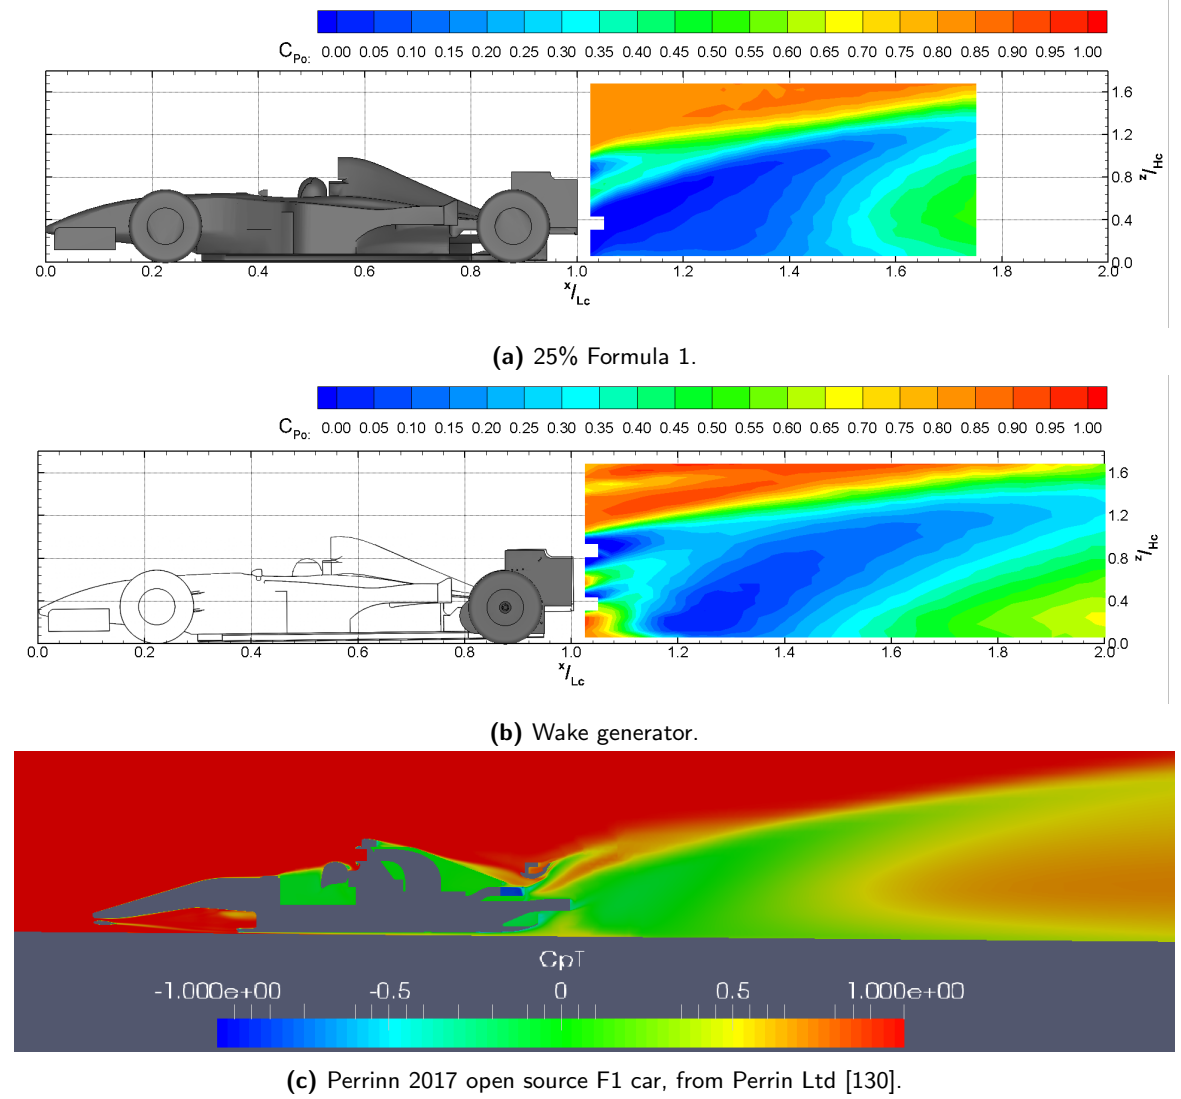 C_Po: 0.00 0.05 0.10 0.15 0.20 0.25 0.30 0.35 0.40 0.45 0.50 0.55 0.60 0.65 0.70 0.75 0.80 0.85 0.90 0.95 1.00
1.6
1.2
0.8
0.4
0.0
z/Hc
0.0 0.2 0.4 0.6 0.8 1.0 1.2 1.4 1.6 1.8 2.0
x/Lc
(a) 25% Formula 1.
C_Po: 0.00 0.05 0.10 0.15 0.20 0.25 0.30 0.35 0.40 0.45 0.50 0.55 0.60 0.65 0.70 0.75 0.80 0.85 0.90 0.95 1.00
1.6
1.2
0.8
0.4
0.0
z/Hc
0.0 0.2 0.4 0.6 0.8 1.0 1.2 1.4 1.6 1.8 2.0
x/Lc
(b) Wake generator.
CpT
-1.000e+00 -0.5 0 0.5 1.000e+00
(c) Perrinn 2017 open source F1 car, from Perrin Ltd [130].